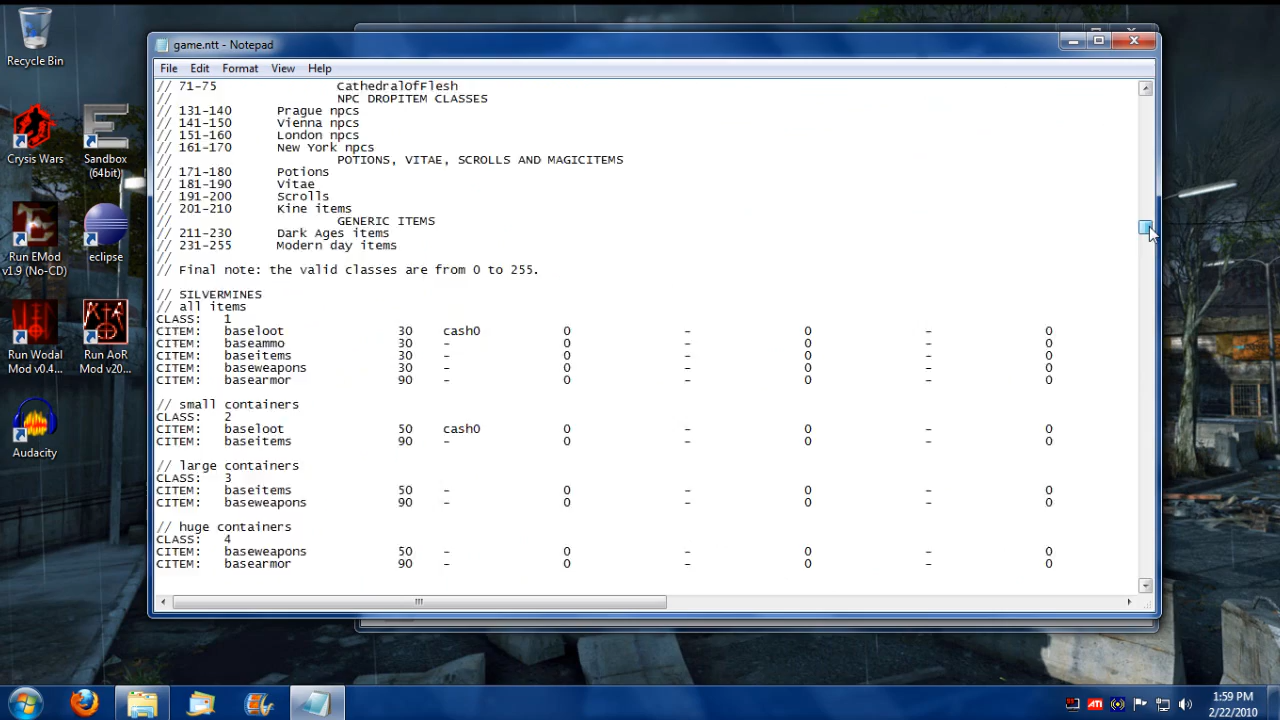 Recycle Bin
Crysis Wars
Sandbox
(64bit)
Run EMod
v1.9 (No-CD)
eclipse
Run Wodal
Mod v0.4...
Run AoR
Mod v20...
Audacity
game.ntt - Notepad
File Edit Format View Help
// 71-75 CathedralOfFlesh
// NPC DROPITEM CLASSES
// 131-140 Prague npcs
// 141-150 Vienna npcs
// 151-160 London npcs
// 161-170 New York npcs
// POTIONS, VITAE, SCROLLS AND MAGICITEMS
// 171-180 Potions
// 181-190 Vitae
// 191-200 Scrolls
// 201-210 Kine items
// GENERIC ITEMS
// 211-230 Dark Ages items
// 231-255 Modern day items
//
// Final note: the valid classes are from 0 to 255.
// SILVERMINES
// all items
CLASS: 1
CITEM: baseloot 30 cash0 0 - 0 - 0
CITEM: baseammo 30 - 0 - 0 - 0
CITEM: baseitems 30 - 0 - 0 - 0
CITEM: baseweapons 30 - 0 - 0 - 0
CITEM: basearmor 90 - 0 - 0 - 0
// small containers
CLASS: 2
CITEM: baseloot 50 cash0 0 - 0 - 0
CITEM: baseitems 90 - 0 - 0 - 0
// large containers
CLASS: 3
CITEM: baseitems 50 - 0 - 0 - 0
CITEM: baseweapons 90 - 0 - 0 - 0
// huge containers
CLASS: 4
CITEM: baseweapons 50 - 0 - 0 - 0
CITEM: basearmor 90 - 0 - 0 - 0
ATI
1:59 PM
2/22/2010